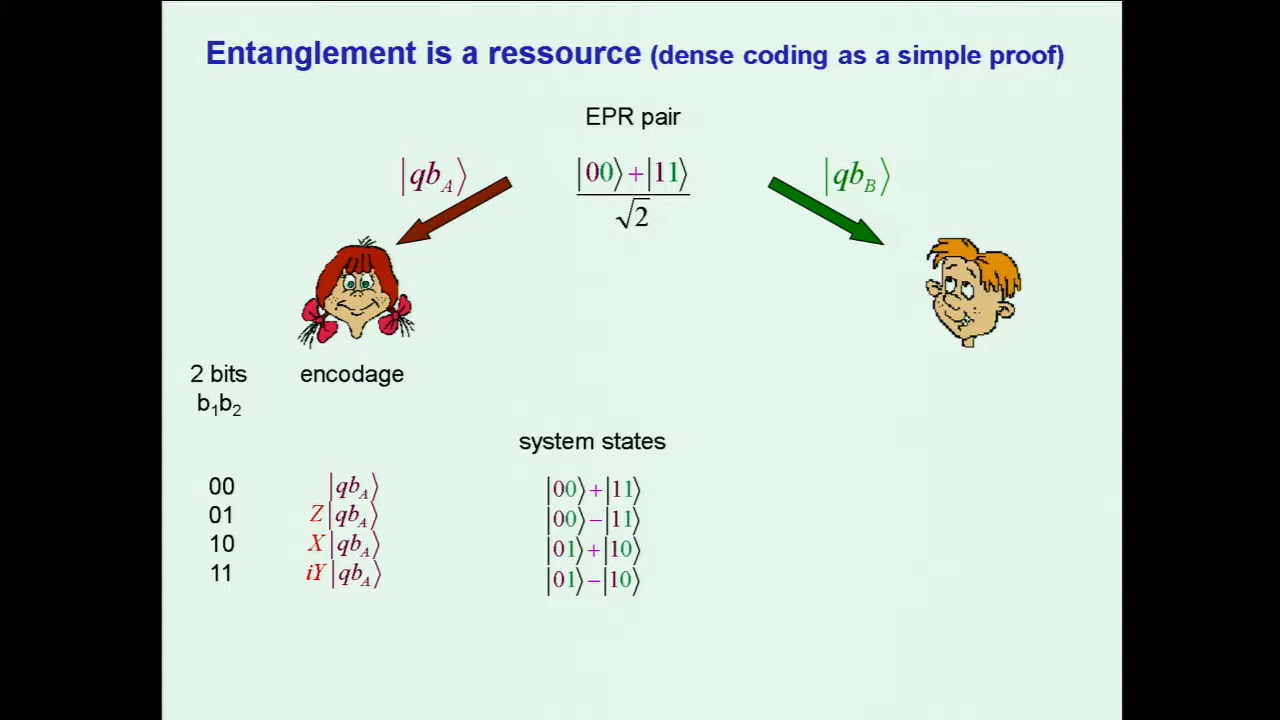 Entanglement is a ressource (dense coding as a simple proof)
EPR pair
|qb_A⟩
|00⟩+|11⟩
√2
|qb_B⟩
2 bits encodage
b₁b₂
system states
00 |qb_A⟩ |00⟩+|11⟩
01 Z|qb_A⟩ |00⟩−|11⟩
10 X|qb_A⟩ |01⟩+|10⟩
11 iY|qb_A⟩ |01⟩−|10⟩